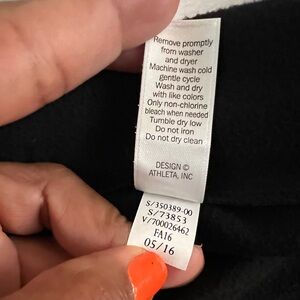 Remove promptly
from washer
and dryer
Machine wash cold
gentle cycle
Wash and dry
with like colors
Only non-chlorine
bleach when needed
Tumble dry low
Do not iron
Do not dry clean
DESIGN ©
ATHLETA, INC
S/350389-00
S/73853
V/700026462
FA16
05/16